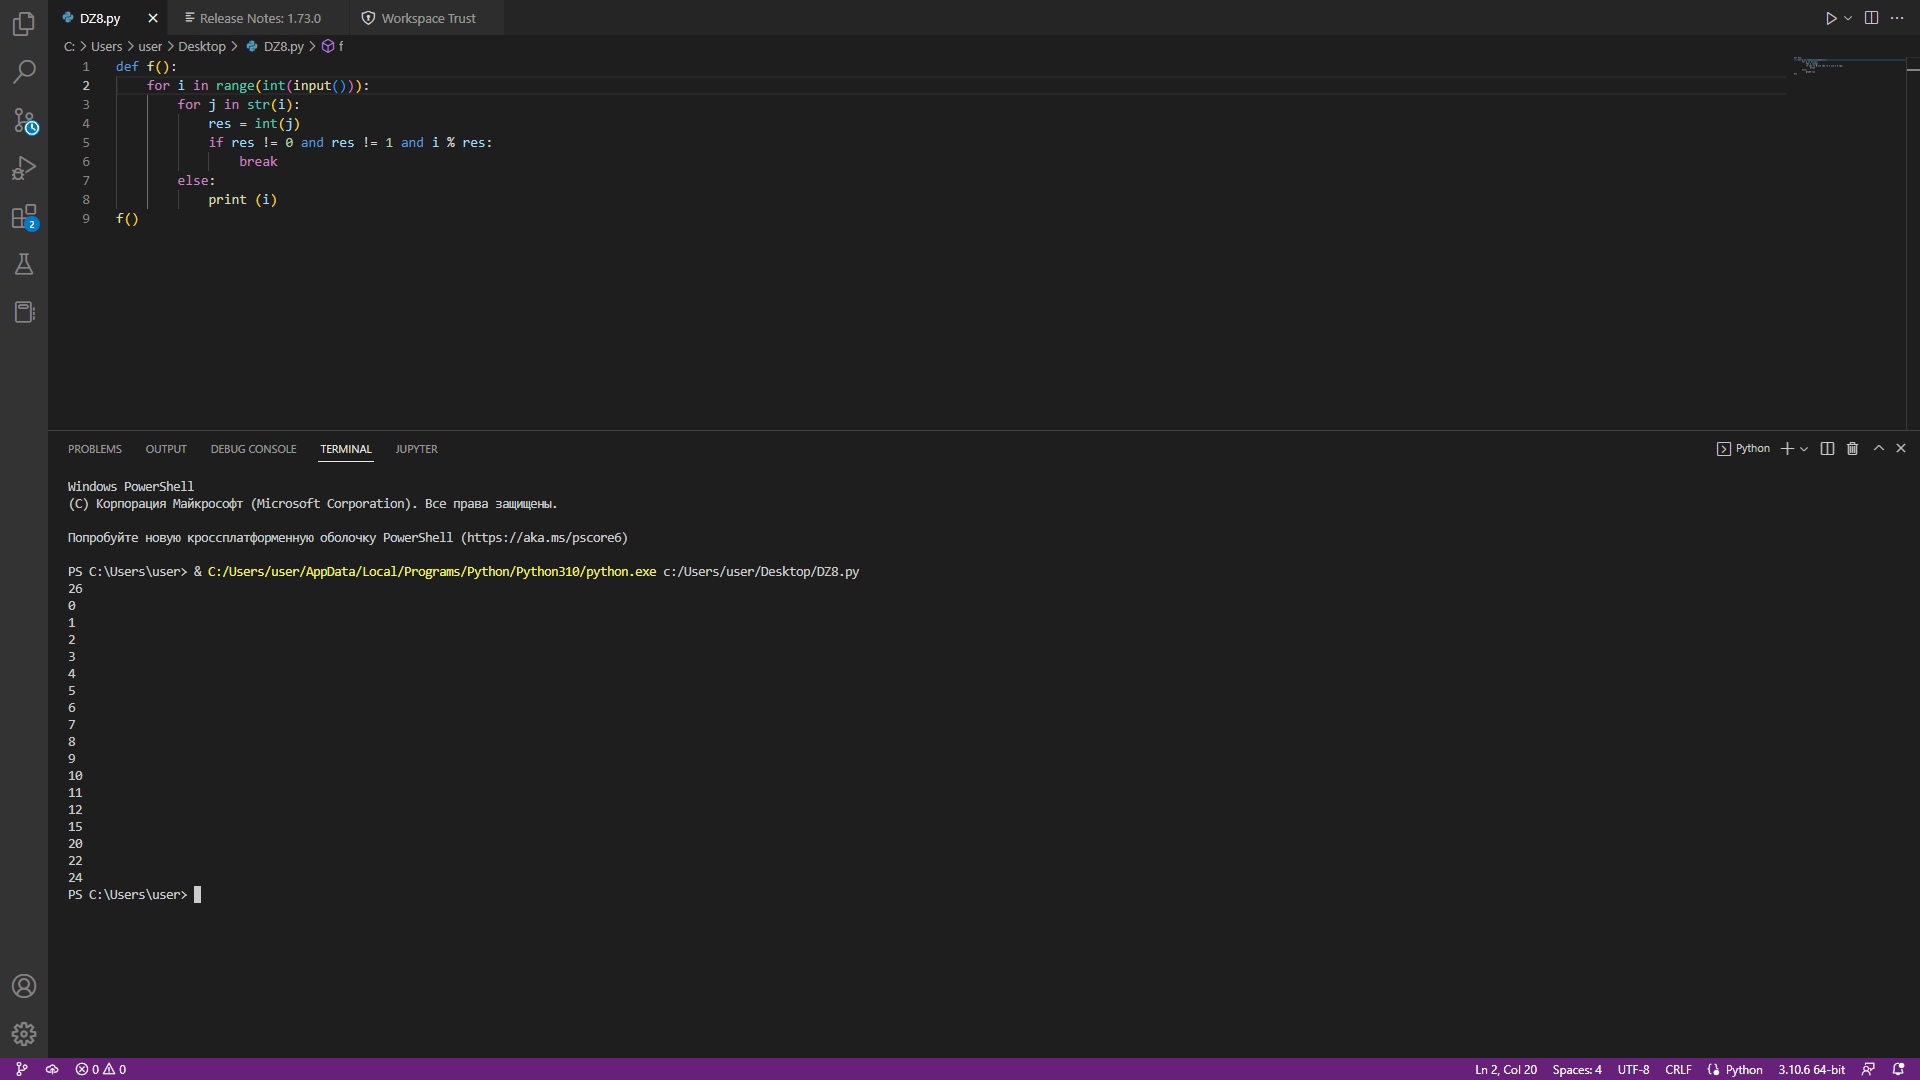 DZ8.py
Release Notes: 1.73.0
Workspace Trust
C: > Users > user > Desktop > DZ8.py > f
1 def f():
2 for i in range(int(input())):
3 for j in str(i):
4 res = int(j)
5 if res != 0 and res != 1 and i % res:
6 break
7 else:
8 print (i)
9 f()
2
PROBLEMS OUTPUT DEBUG CONSOLE TERMINAL JUPYTER
Python
Windows PowerShell
(C) Корпорация Майкрософт (Microsoft Corporation). Все права защищены.
Попробуйте новую кроссплатформенную оболочку PowerShell (https://aka.ms/pscore6)
PS C:\Users\user> & C:/Users/user/AppData/Local/Programs/Python/Python310/python.exe c:/Users/user/Desktop/DZ8.py
26
0
1
2
3
4
5
6
7
8
9
10
11
12
15
20
22
24
PS C:\Users\user>
0 0
Ln 2, Col 20 Spaces: 4 UTF-8 CRLF Python 3.10.6 64-bit